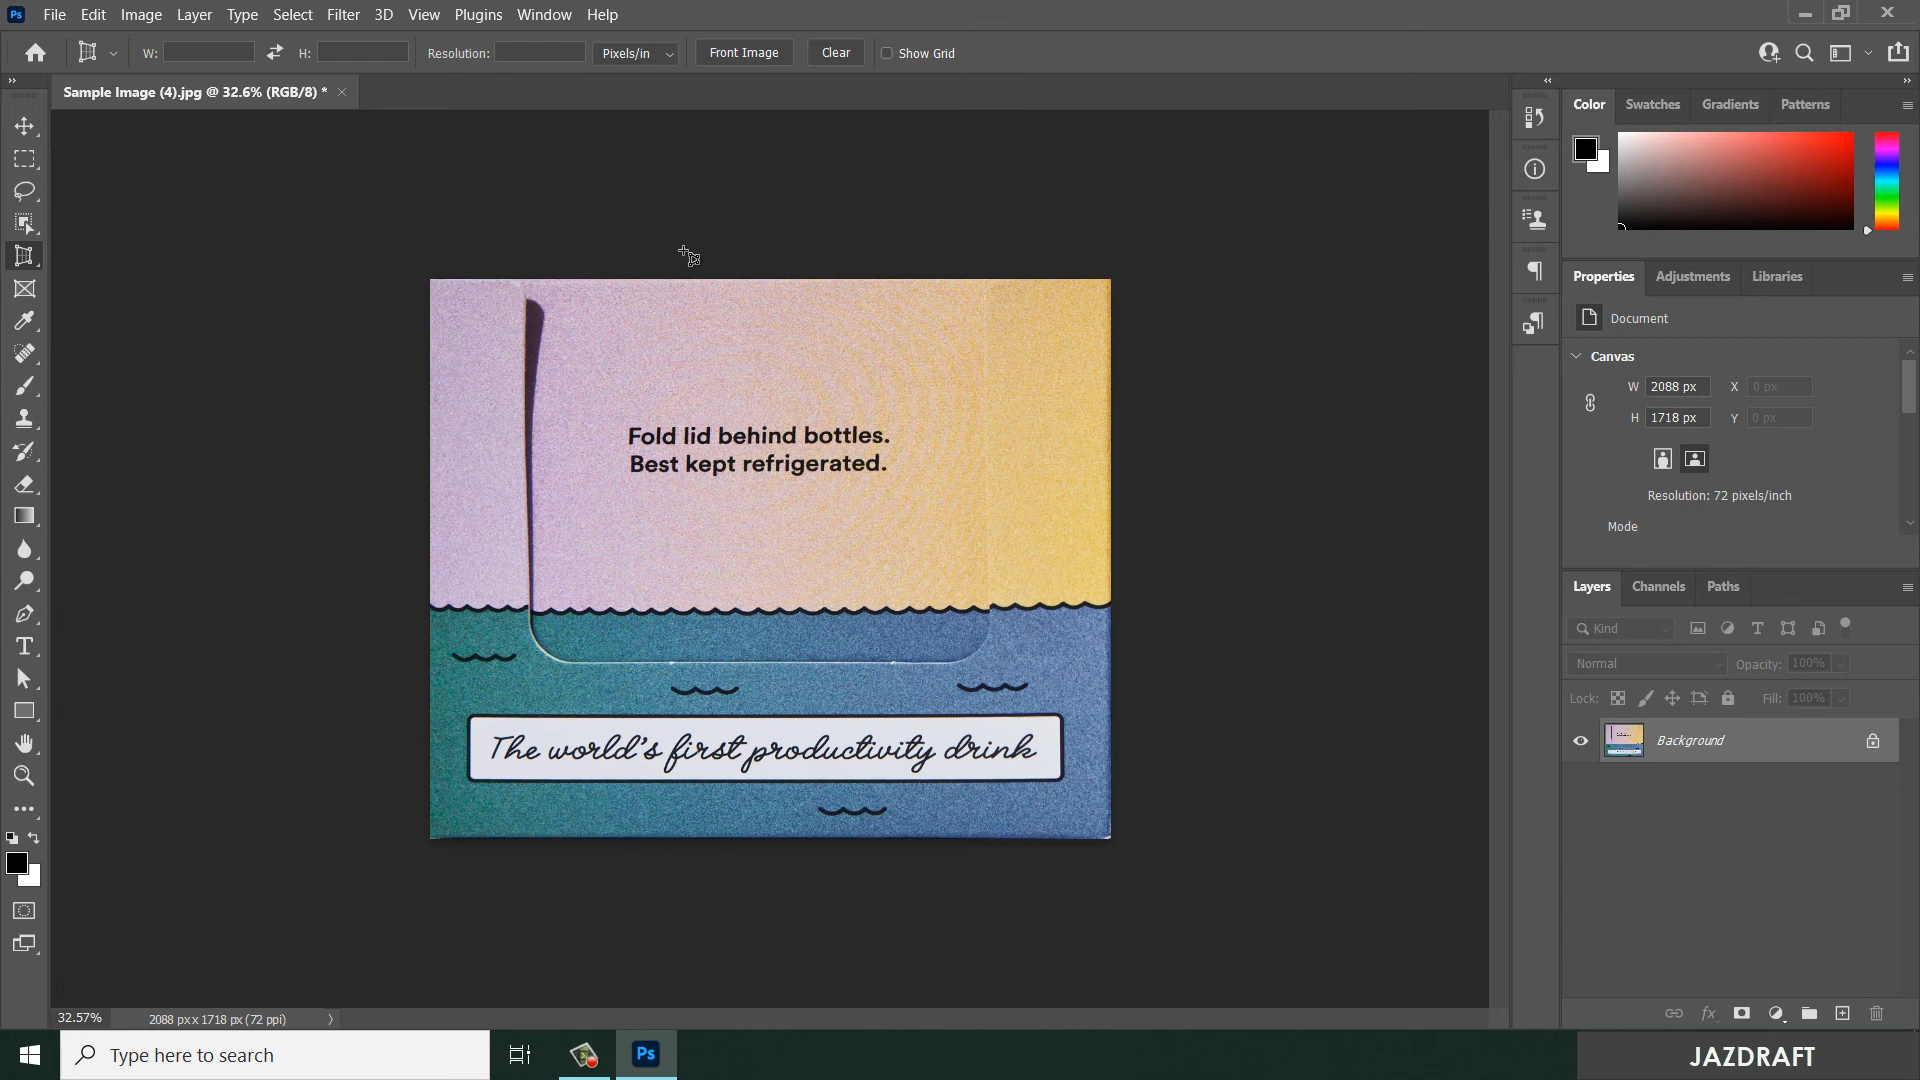 Ps File Edit Image Layer Type Select Filter 3D View Plugins Window Help
W: H: Resolution: Pixels/in Front Image Clear Show Grid
Sample Image (4).jpg @ 32.6% (RGB/8) *
Color Swatches Gradients Patterns
Properties Adjustments Libraries
Document
Canvas
W 2088 px X 0 px
H 1718 px Y 0 px
Resolution: 72 pixels/inch
Mode
Fold lid behind bottles.
Best kept refrigerated.
The world's first productivity drink
Layers Channels Paths
Kind
Normal Opacity: 100%
Lock: Fill: 100%
Background
fx
32.57% 2088 px x 1718 px (72 ppi)
Type here to search
Ps
JAZDRAFT